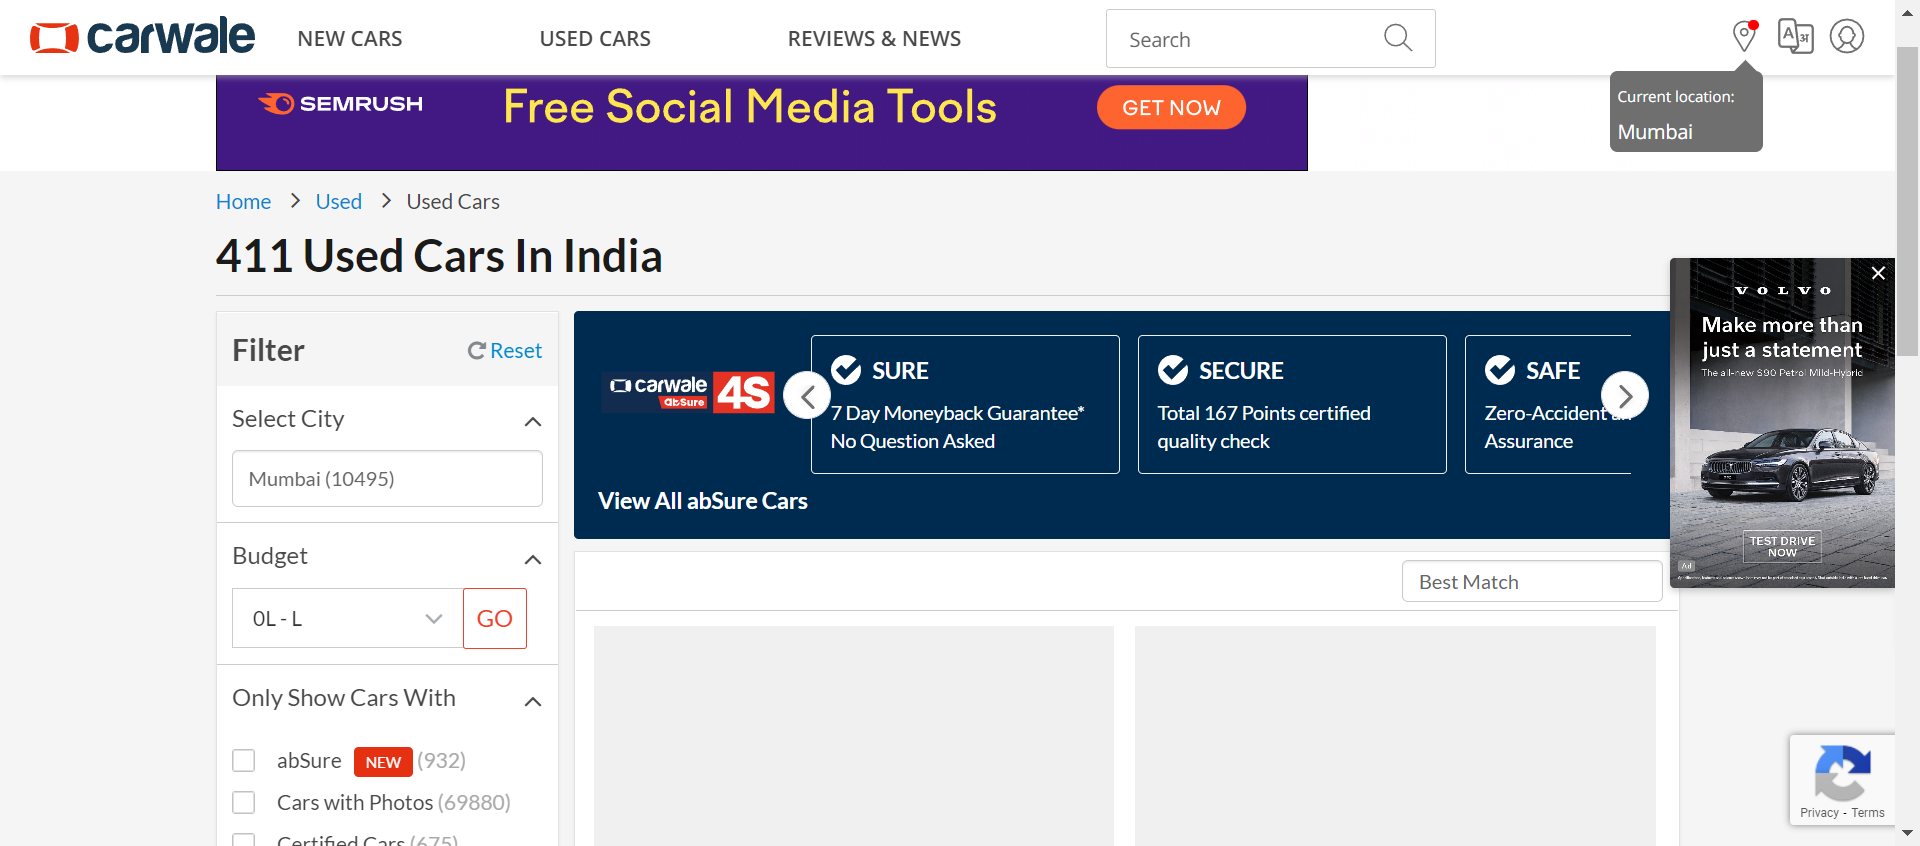 carwale
NEW CARS
USED CARS
REVIEWS & NEWS
Search
Aअ
Current location:
Mumbai
SEMRUSH
Free Social Media Tools
GET NOW
Home > Used > Used Cars
411 Used Cars In India
Filter
Reset
Select City
Mumbai (10495)
Budget
0L - L
GO
Only Show Cars With
abSure NEW (932)
Cars with Photos (69880)
Certified Cars (675)
carwale
abSure
4S
SURE
7 Day Moneyback Guarantee*
No Question Asked
SECURE
Total 167 Points certified
quality check
SAFE
Zero-Accident
Assurance
View All abSure Cars
Best Match
VOLVO
Make more than
just a statement
The all-new S90 Petrol Mild-Hybrid
TEST DRIVE
NOW
Ad
Privacy - Terms